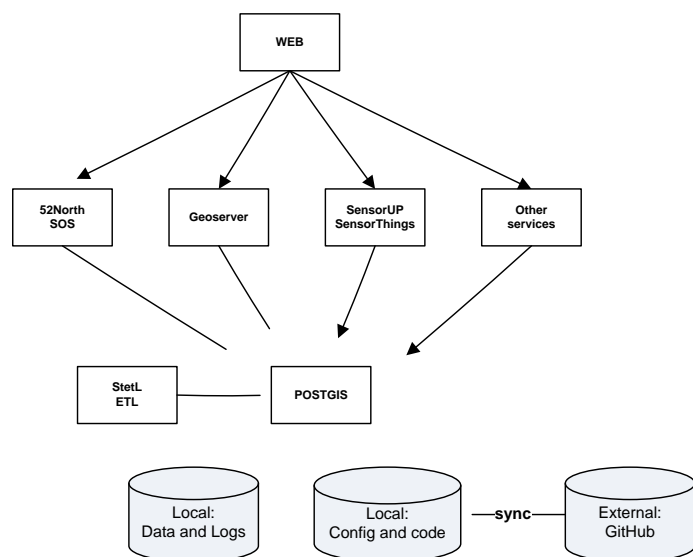 WEB
52North
SOS
Geoserver
SensorUP
SensorThings
Other
services
StetL
ETL
POSTGIS
Local:
Data and Logs
Local:
Config and code
sync
External:
GitHub